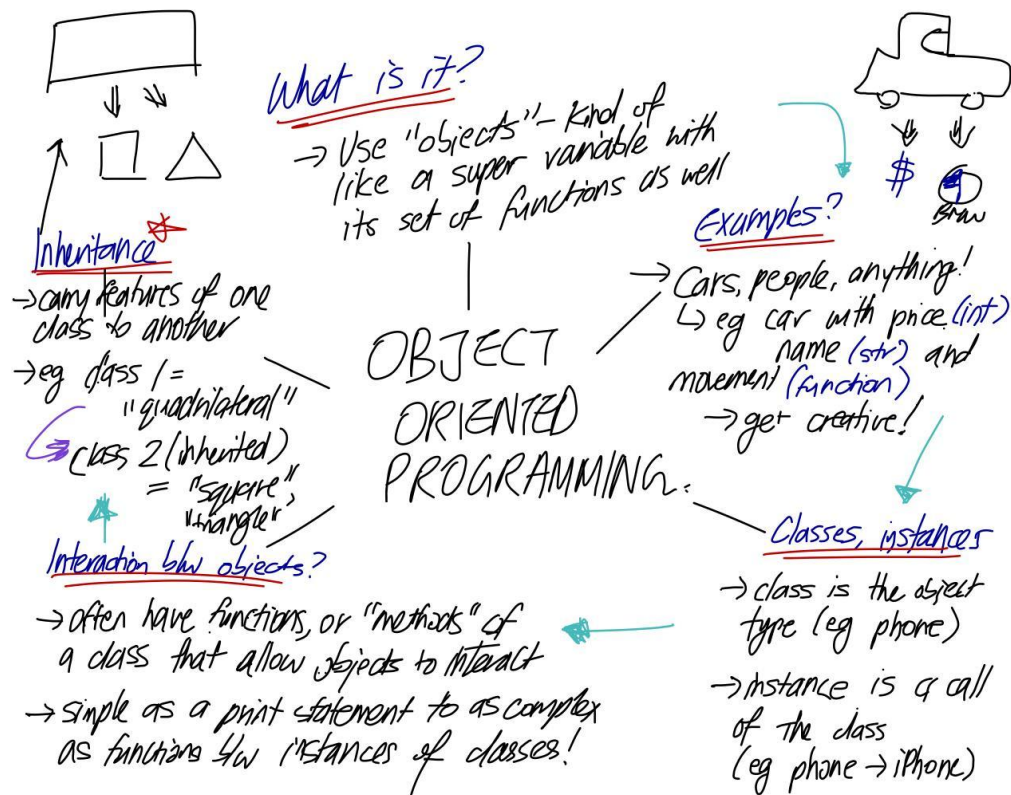 What is it?
→ Use "objects" - kind of
like a super variable with
its set of functions as well
Examples?
→ Cars, people, anything!
↳ eg car with price (int)
name (str) and
movement (function)
→ get creative!
$
Classes, instances
→ class is the object
type (eg phone)
→ instance is a call
of the class
(eg phone → iPhone)
Interaction b/w objects?
→ often have functions, or "methods" of
a class that allow objects to interact
→ simple as a print statement to as complex
as functions b/w instances of classes!
Inheritance
→ carry features of one
class to another
→ eg class 1 =
"quadrilateral"
class 2 (inherited)
= "square",
OBJECT
ORIENTED
PROGRAMMING.